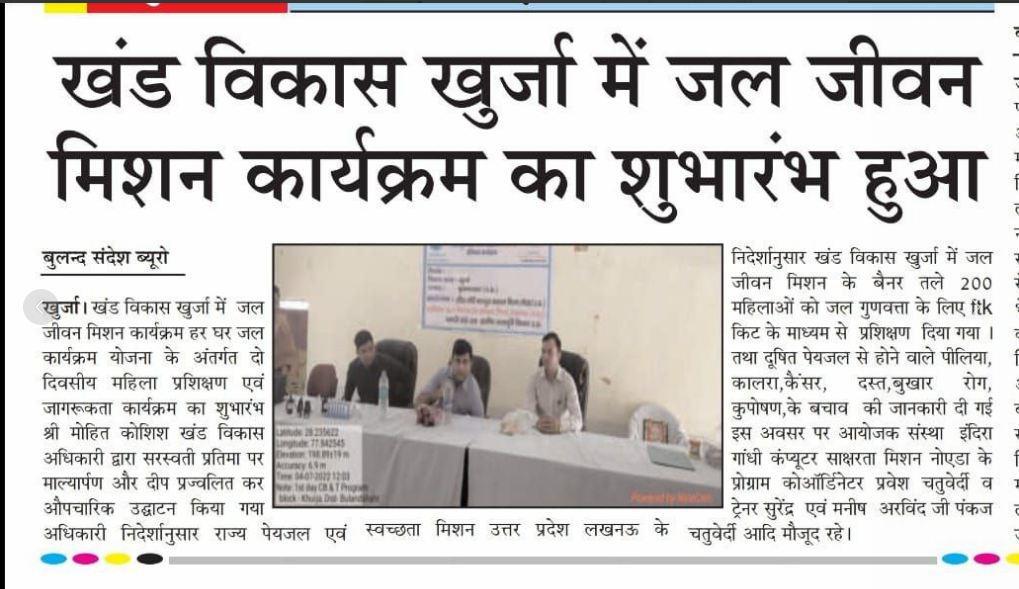 खंड विकास खुर्जा में जल जीवन
मिशन कार्यक्रम का शुभारंभ हुआ
बुलन्द संदेश ब्यूरो
खुर्जा। खंड विकास खुर्जा में जल
जीवन मिशन कार्यक्रम हर घर जल
कार्यक्रम योजना के अंतर्गत दो
दिवसीय महिला प्रशिक्षण एवं
जागरूकता कार्यक्रम का शुभारंभ
श्री मोहित कोशिश खंड विकास
अधिकारी द्वारा सरस्वती प्रतिमा पर
माल्यार्पण और दीप प्रज्वलित कर
औपचारिक उद्घाटन किया गया
अधिकारी निदेर्शानुसार राज्य पेयजल एवं स्वच्छता मिशन उत्तर प्रदेश लखनऊ के
Latitude: 28.235622
Longitude: 77.842545
Elevation: 198.89±19 m
Accuracy: 6.9 m
Time: 04-07-2022 12:03
Note: 1st day CB & T Program
block - Khurja, Dist- Bulandshahr
Powered by NoteCam
निदेर्शानुसार खंड विकास खुर्जा में जल
जीवन मिशन के बैनर तले 200
महिलाओं को जल गुणवत्ता के लिए ftk
किट के माध्यम से प्रशिक्षण दिया गया ।
तथा दूषित पेयजल से होने वाले पीलिया,
कालरा,कैंसर, दस्त,बुखार रोग,
कुपोषण,के बचाव की जानकारी दी गई
इस अवसर पर आयोजक संस्था इंदिरा
गांधी कंप्यूटर साक्षरता मिशन नोएडा के
प्रोग्राम कोऑर्डिनेटर प्रवेश चतुर्वेदी व
ट्रेनर सुरेंद्र एवं मनीष अरविंद जी पंकज
चतुर्वेदी आदि मौजूद रहे।